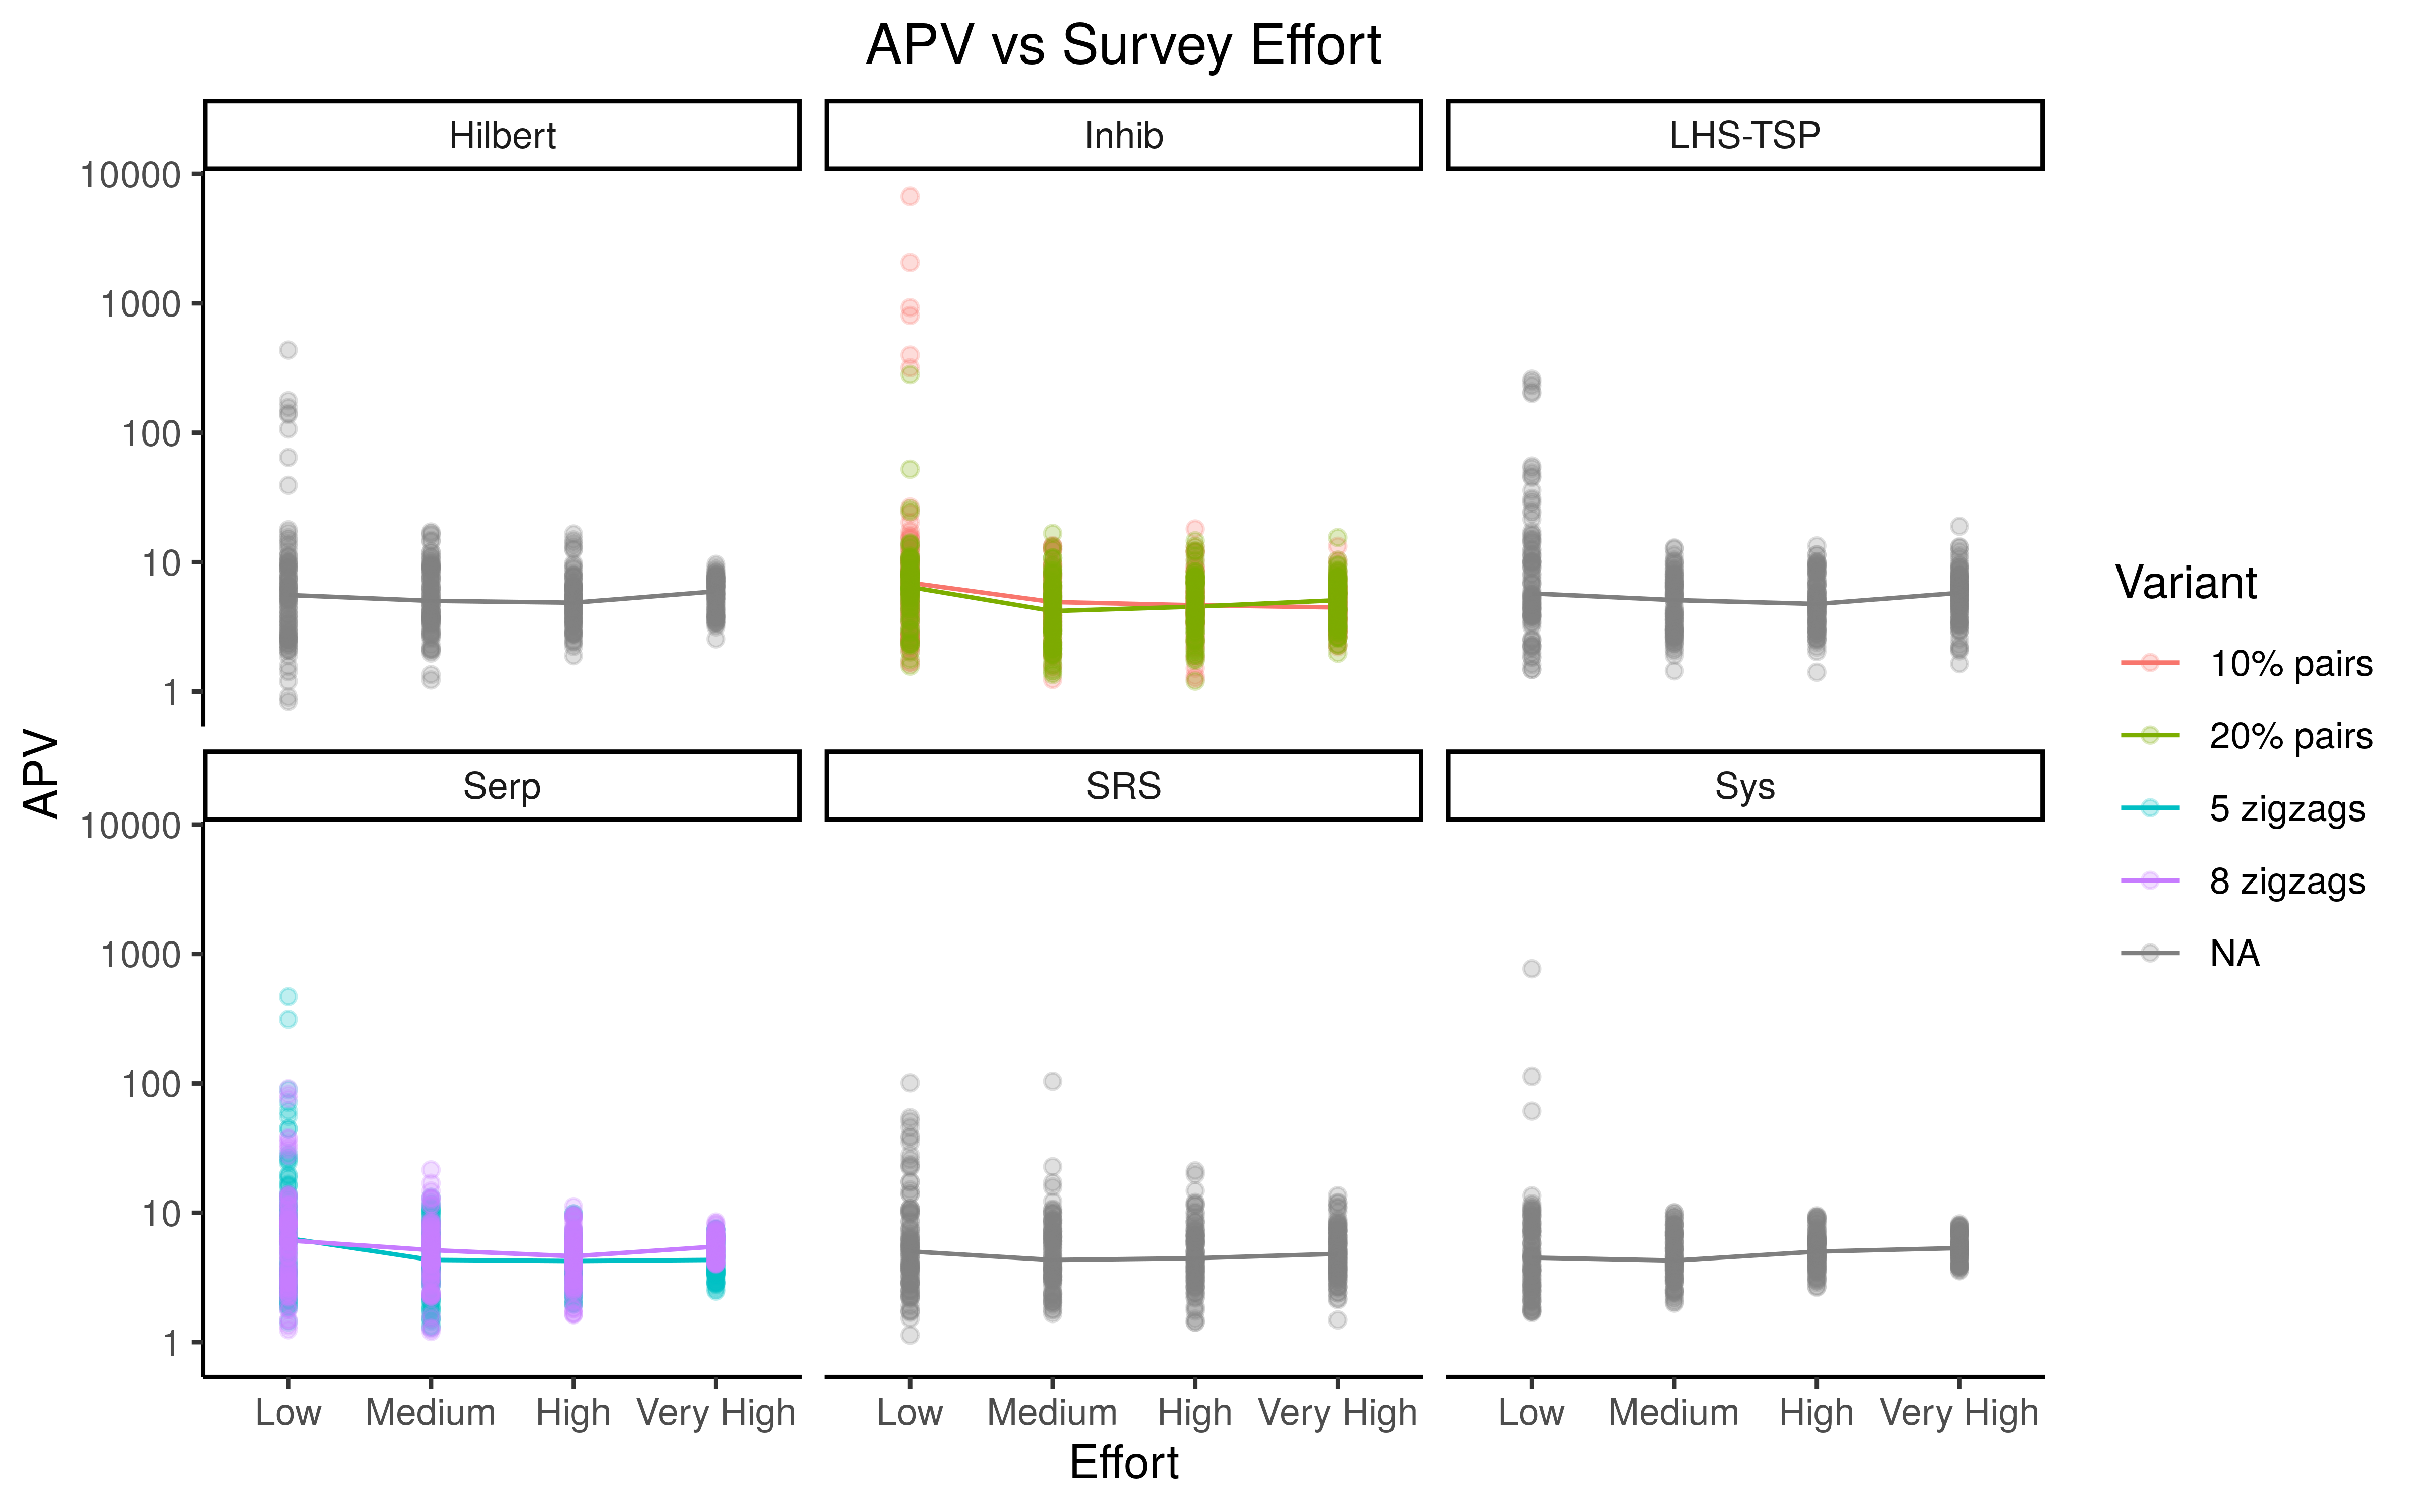 APV vs Survey Effort
Hilbert
Inhib
LHS-TSP
10000
1000
100
10
1
Serp
SRS
Sys
10000
1000
100
10
1
APV
Low Medium High Very High
Low Medium High Very High
Low Medium High Very High
Effort
Variant
10% pairs
20% pairs
5 zigzags
8 zigzags
NA